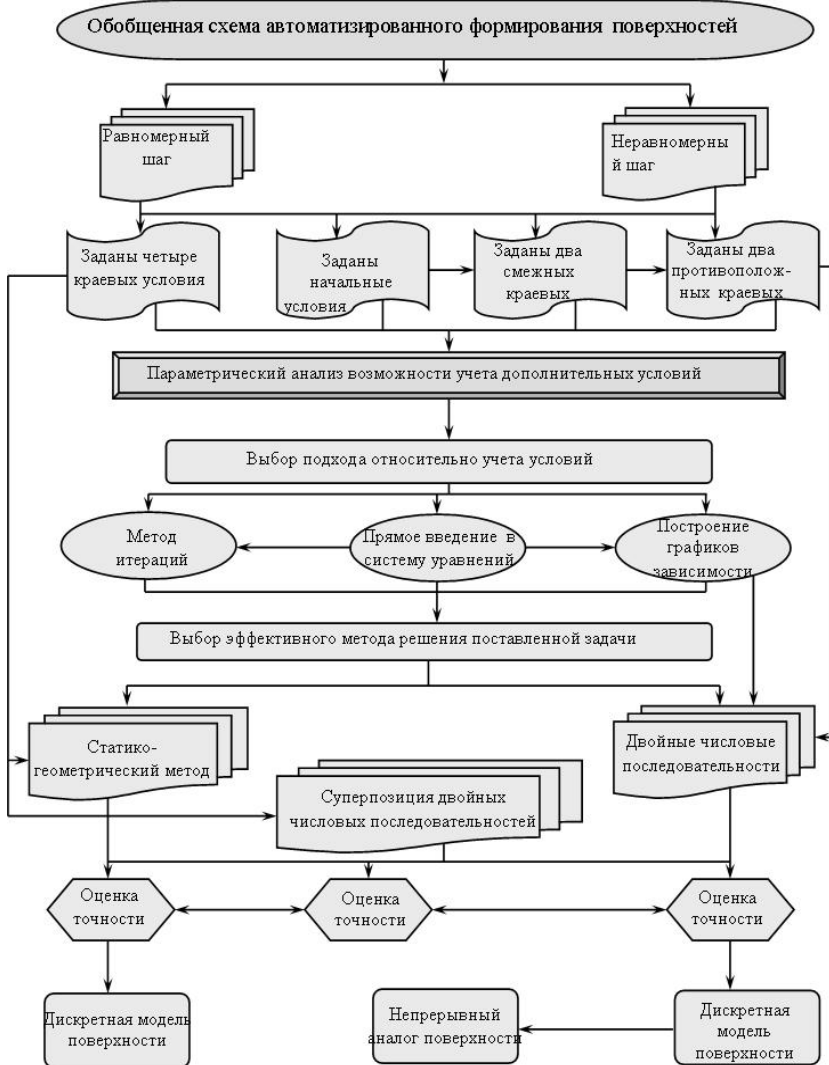 Обобщенная схема автоматизированного формирования поверхностей
Равномерный
шаг
Неравномерны
й шаг
Заданы четыре
краевых условия
Заданы
начальные
условия
Заданы два
смежных
краевых
Заданы два
противополож-
ных краевых
Параметрический анализ возможности учета дополнительных условий
Выбор подхода относительно учета условий
Метод
итераций
Прямое введение в
систему уравнений
Построение
графиков
зависимости
Выбор эффективного метода решения поставленной задачи
Статико-
геометрический метод
Двойные числовые
последовательности
Суперпозиция двойных
числовых последовательностей
Оценка
точности
Оценка
точности
Оценка
точности
Дискретная модель
поверхности
Непрерывный
аналог поверхности
Дискретная
модель
поверхности